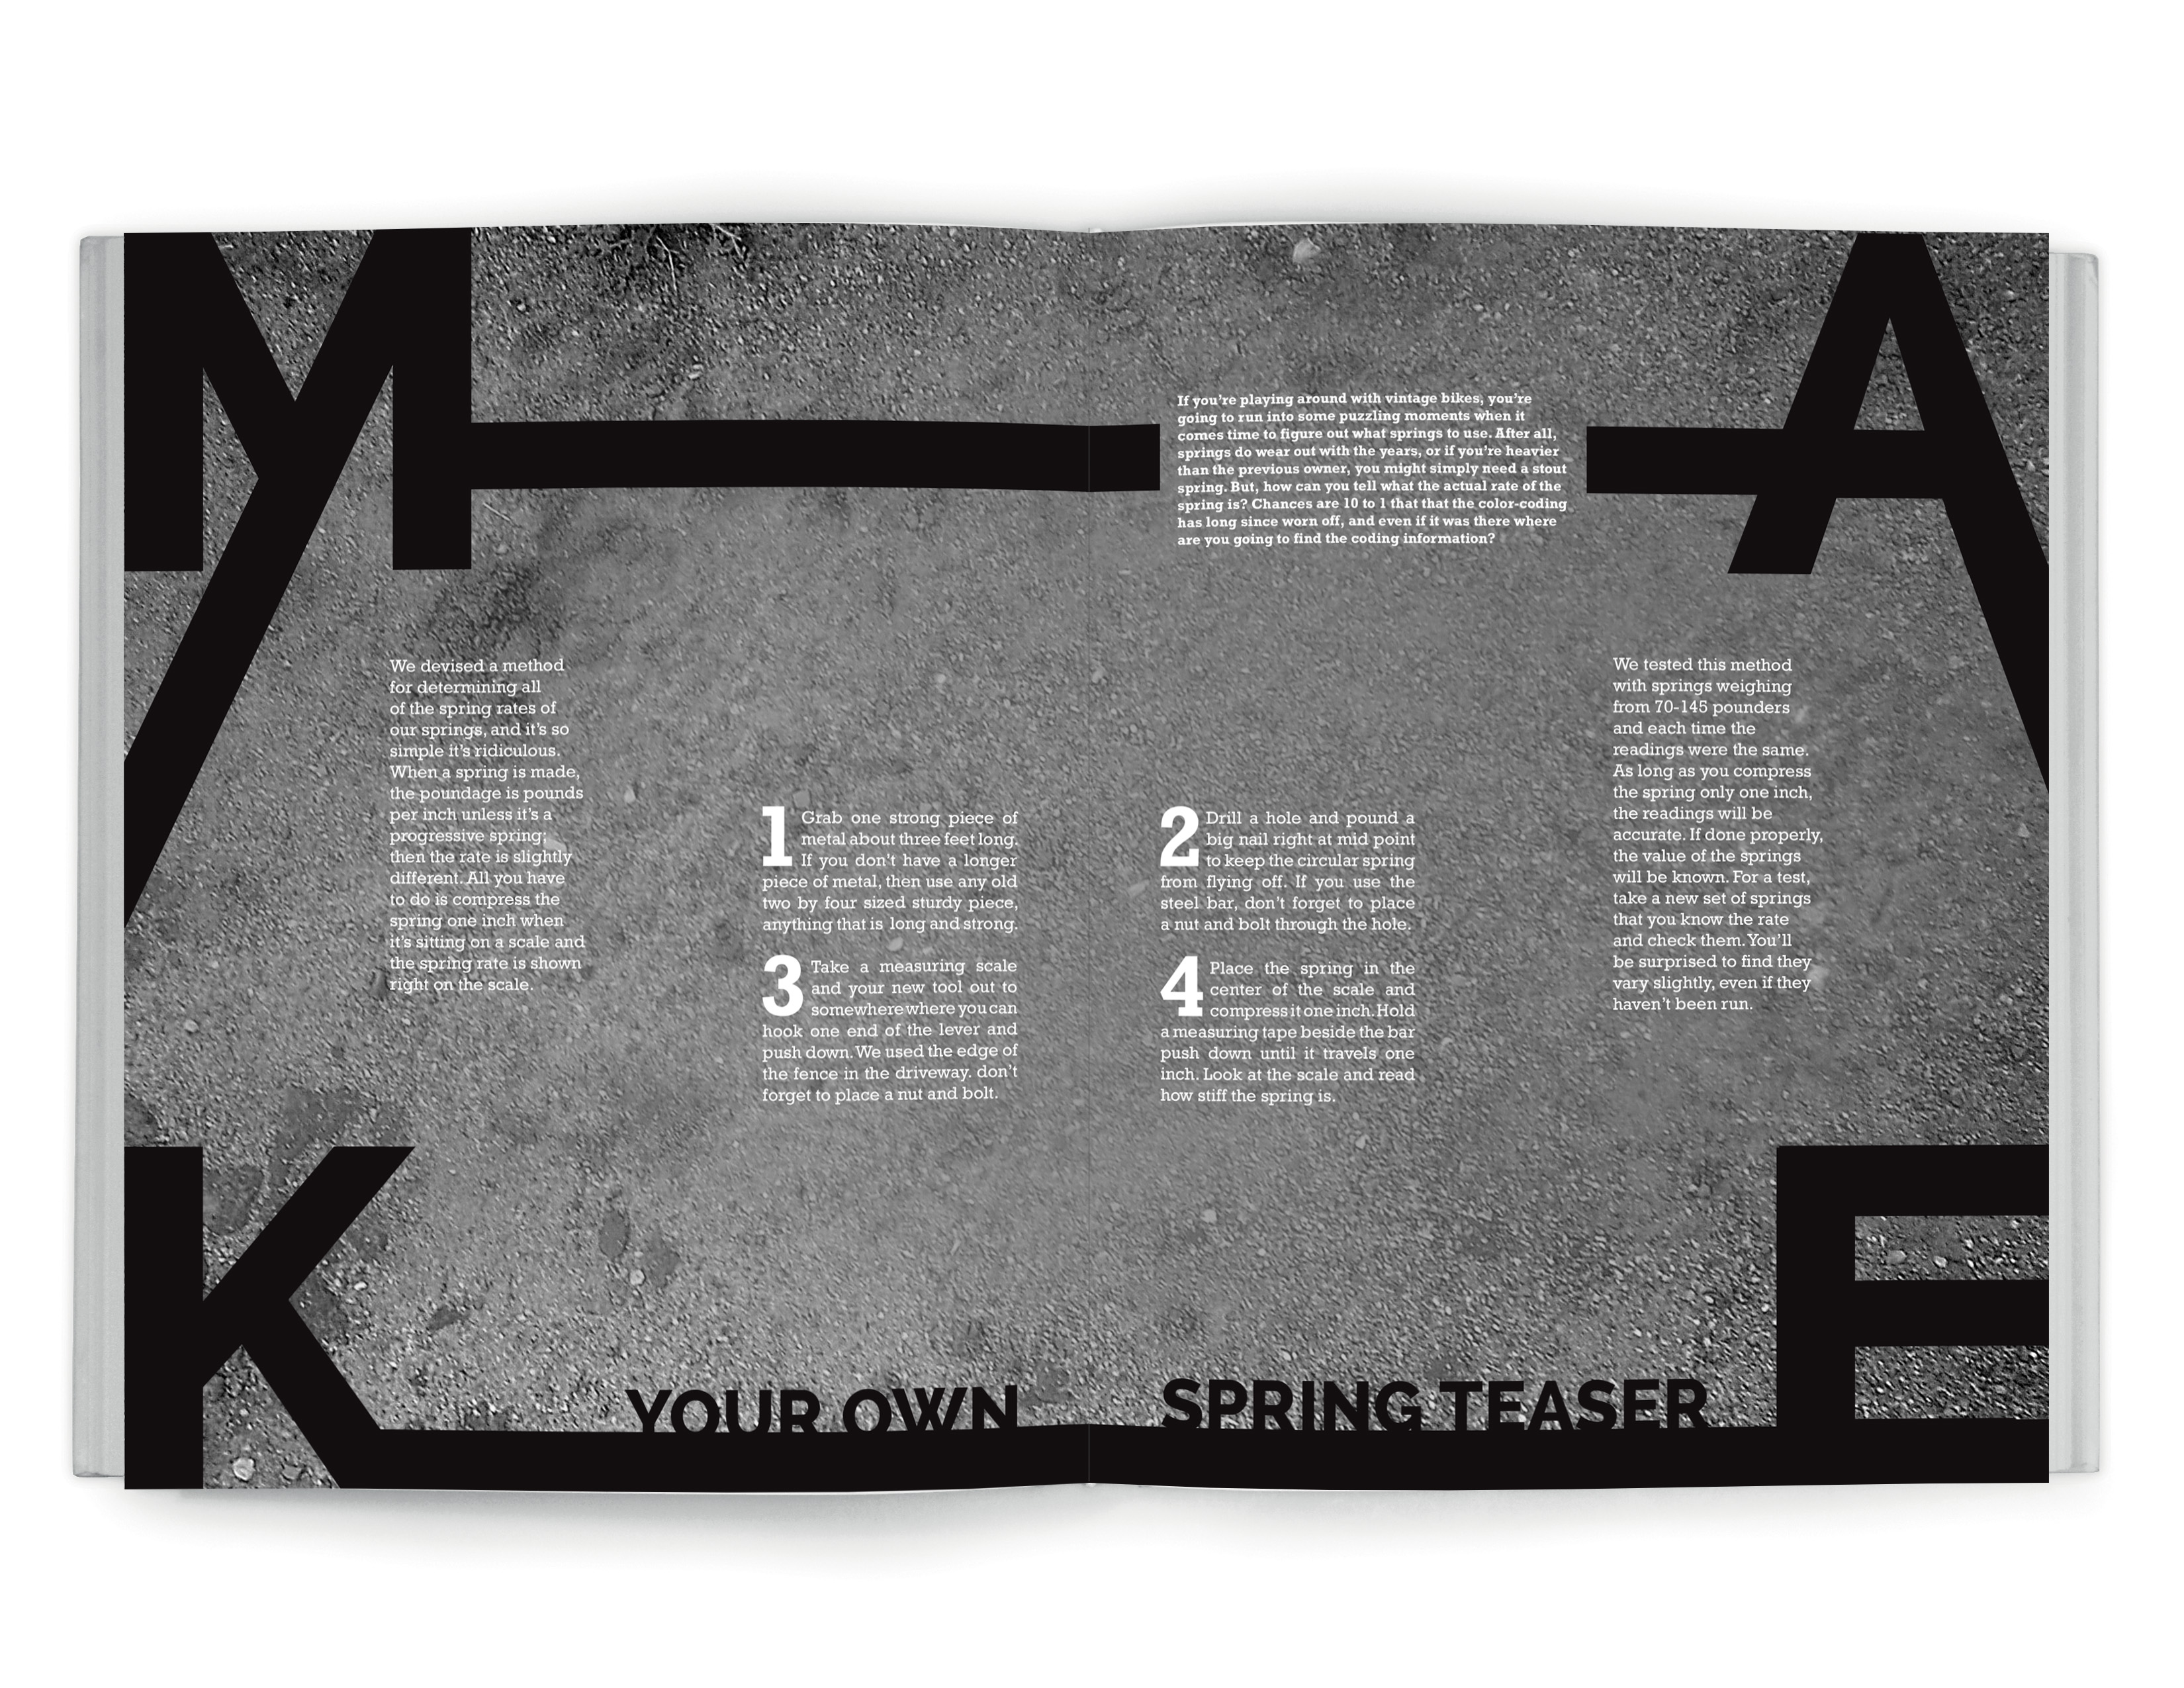 M A
If you're playing around with vintage bikes, you're
going to run into some puzzling moments when it
comes time to figure out what springs to use. After all,
springs do wear out with the years, or if you're heavier
than the previous owner, you might simply need a stout
spring. But, how can you tell what the actual rate of the
spring is? Chances are 10 to 1 that that the color-coding
has long since worn off, and even if it was there where
are you going to find the coding information?
We devised a method
for determining all
of the spring rates of
our springs, and it's so
simple it's ridiculous.
When a spring is made,
the poundage is pounds
per inch unless it's a
progressive spring;
then the rate is slightly
different. All you have
to do is compress the
spring one inch when
it's sitting on a scale and
the spring rate is shown
right on the scale.
1 Grab one strong piece of
metal about three feet long.
If you don't have a longer
piece of metal, then use any old
two by four sized sturdy piece,
anything that is long and strong.
2 Drill a hole and pound a
big nail right at mid point
to keep the circular spring
from flying off. If you use the
steel bar, don't forget to place
a nut and bolt through the hole.
3 Take a measuring scale
and your new tool out to
somewhere where you can
hook one end of the lever and
push down. We used the edge of
the fence in the driveway. don't
forget to place a nut and bolt.
4 Place the spring in the
center of the scale and
compress it one inch. Hold
a measuring tape beside the bar
push down until it travels one
inch. Look at the scale and read
how stiff the spring is.
We tested this method
with springs weighing
from 70-145 pounders
and each time the
readings were the same.
As long as you compress
the spring only one inch,
the readings will be
accurate. If done properly,
the value of the springs
will be known. For a test,
take a new set of springs
that you know the rate
and check them. You'll
be surprised to find they
vary slightly, even if they
haven't been run.
K E
YOUR OWN SPRING TEASER